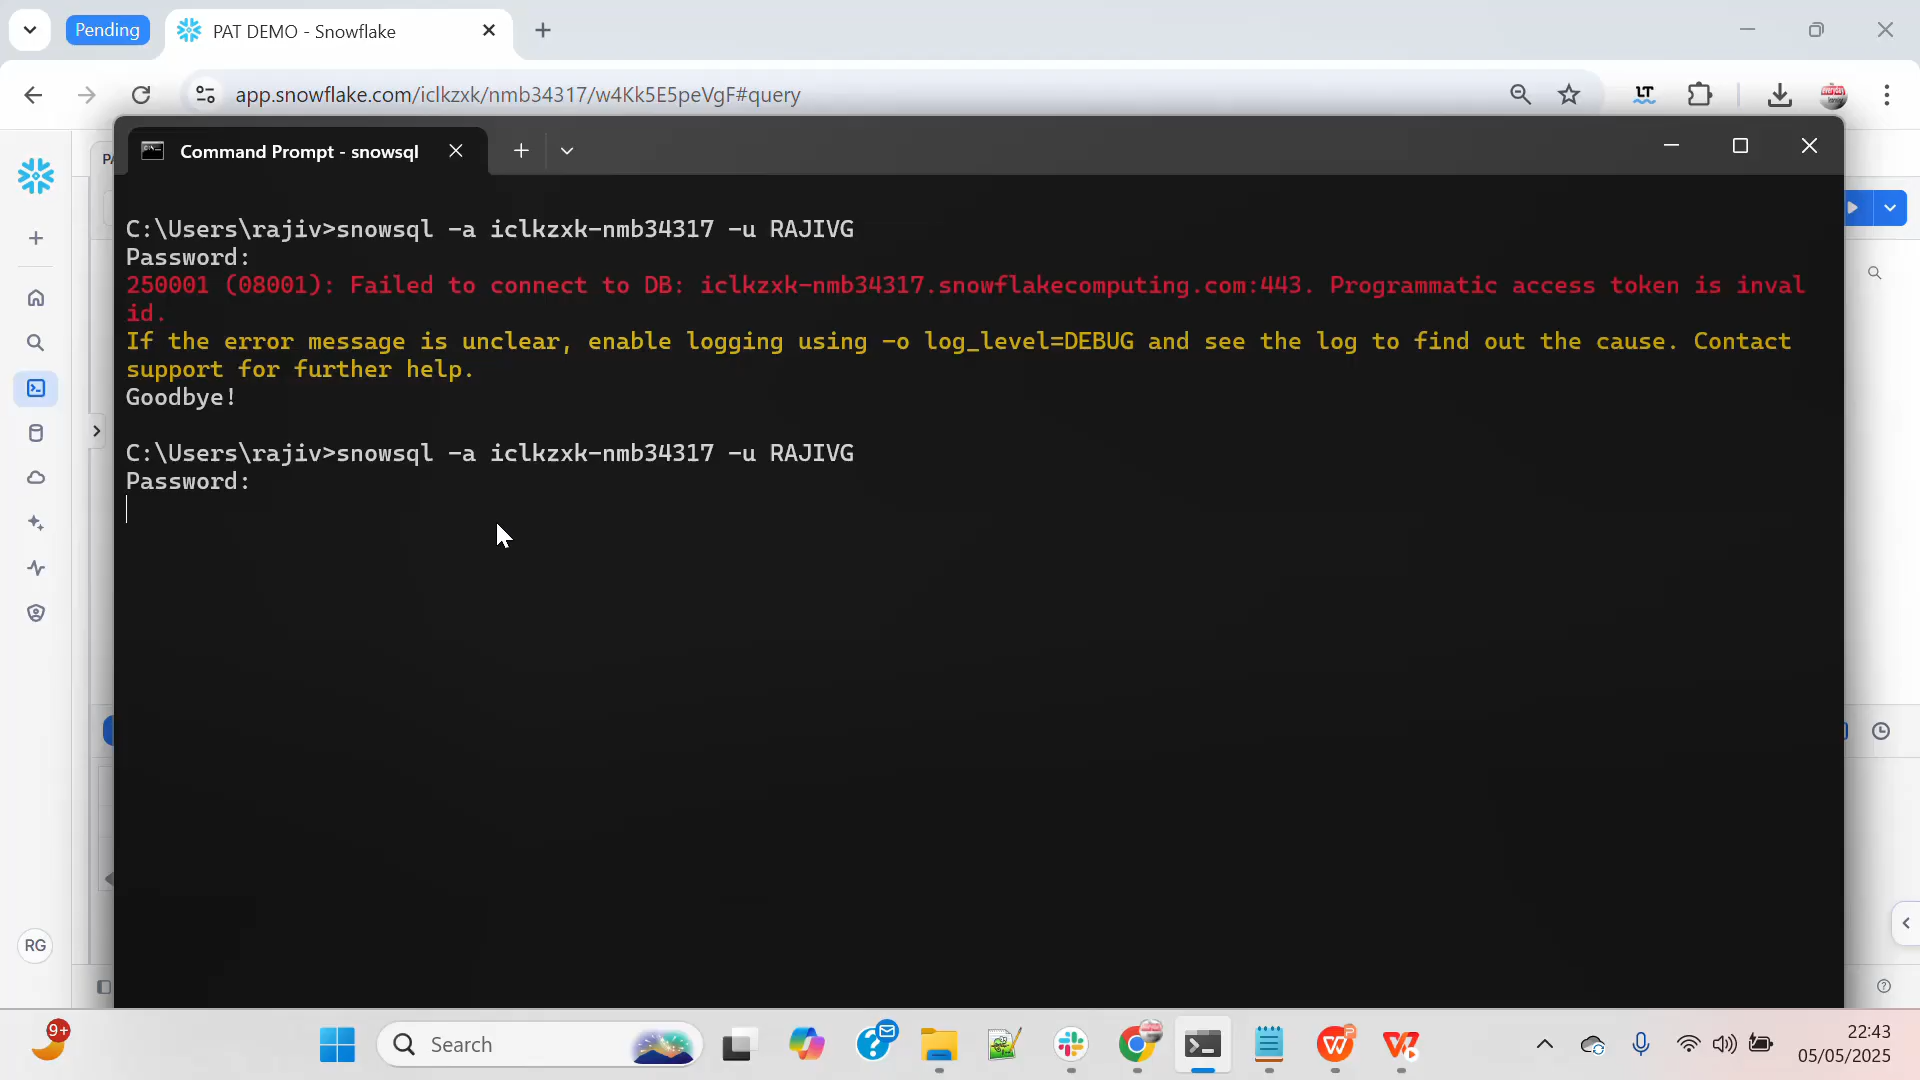 Pending
PAT DEMO - Snowflake
app.snowflake.com/iclkzxk/nmb34317/w4Kk5E5peVgF#query
LT
Command Prompt - snowsql
C:\Users\rajiv>snowsql -a iclkzxk-nmb34317 -u RAJIVG
Password:
250001 (08001): Failed to connect to DB: iclkzxk-nmb34317.snowflakecomputing.com:443. Programmatic access token is inval
id.
If the error message is unclear, enable logging using -o log_level=DEBUG and see the log to find out the cause. Contact
support for further help.
Goodbye!
C:\Users\rajiv>snowsql -a iclkzxk-nmb34317 -u RAJIVG
Password:
RG
9+
Search
22:43
05/05/2025